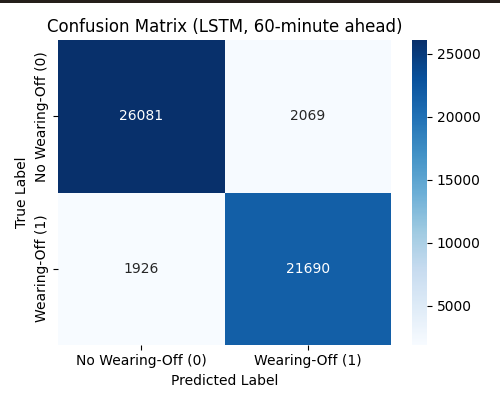 Confusion Matrix (LSTM, 60-minute ahead)
No Wearing-Off (0)
26081
2069
Wearing-Off (1)
1926
21690
True Label
No Wearing-Off (0)
Wearing-Off (1)
Predicted Label
25000
20000
15000
10000
5000